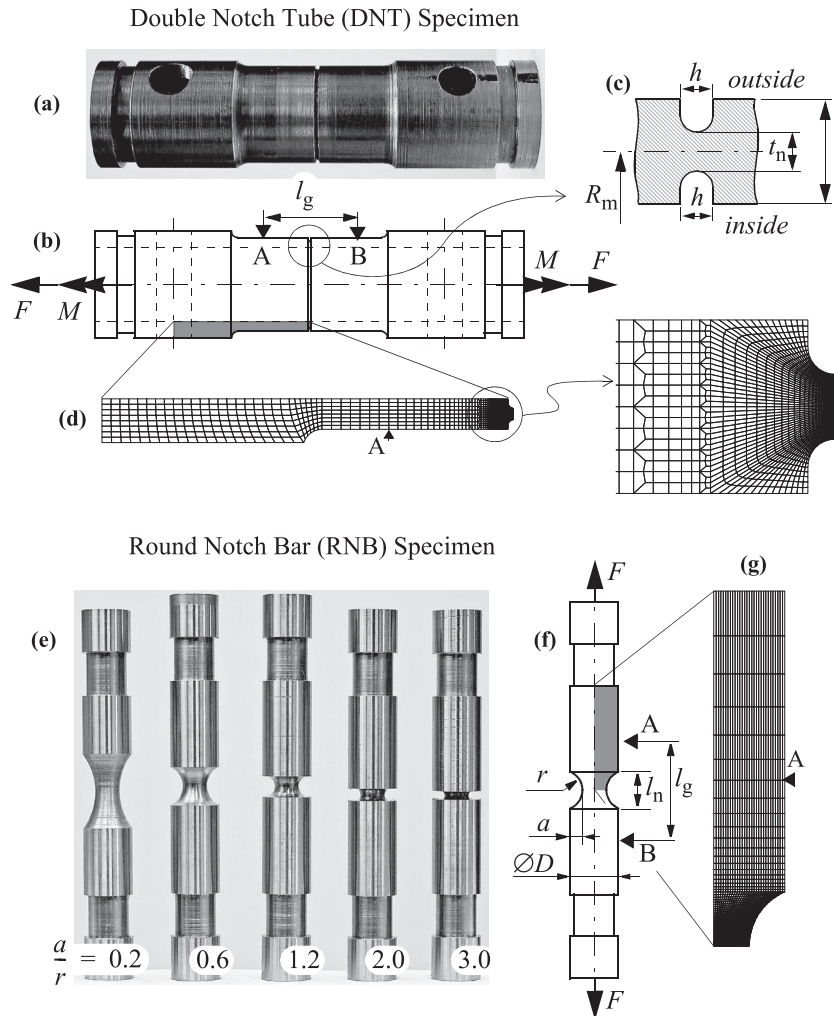 Double Notch Tube (DNT) Specimen
(a)
(c)
h
outside
t_n
R_m
h
inside
l_g
(b)
A
B
F
M
M
F
(d)
A
Round Notch Bar (RNB) Specimen
(e)
(f)
F
(g)
A
A
r
l_n
l_g
a
B
ØD
a/r = 0.2 0.6 1.2 2.0 3.0
F